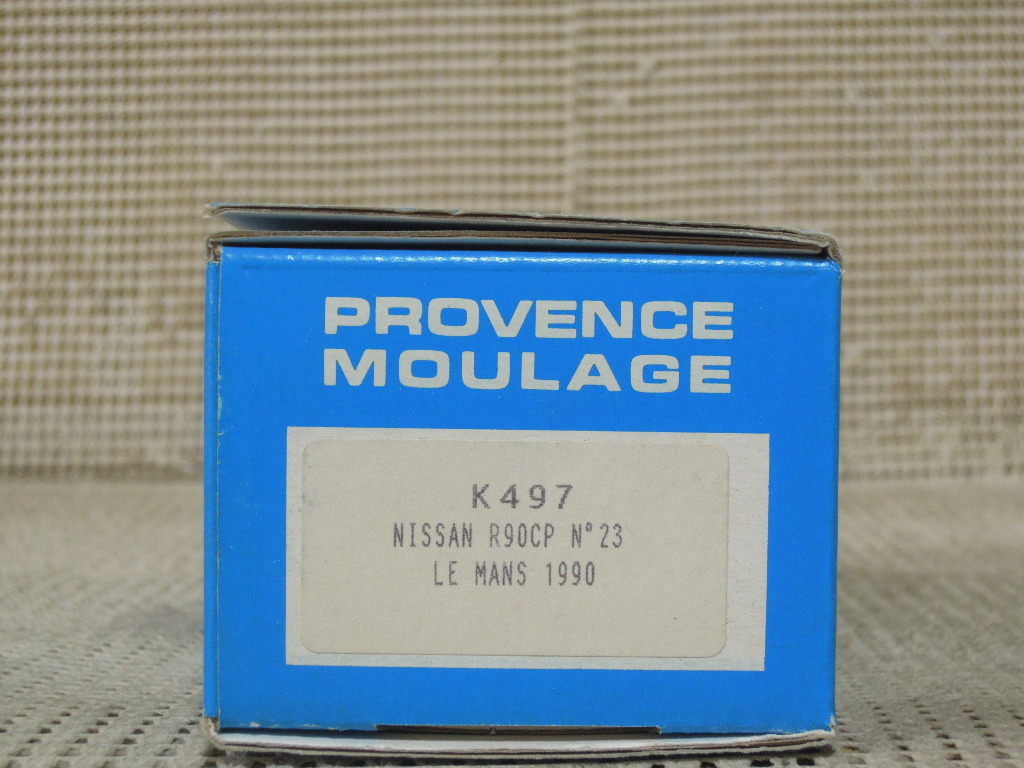 PROVENCE
MOULAGE
K497
NISSAN R90CP N°23
LE MANS 1990